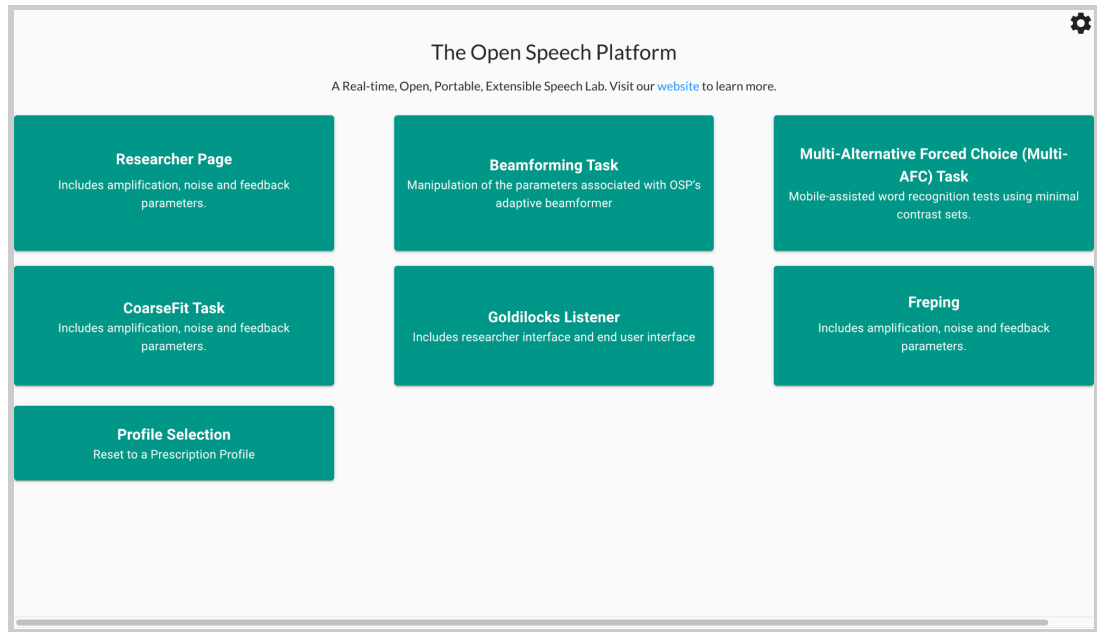 The Open Speech Platform
A Real-time, Open, Portable, Extensible Speech Lab. Visit our website to learn more.
Researcher Page
Includes amplification, noise and feedback
parameters.
Beamforming Task
Manipulation of the parameters associated with OSP's
adaptive beamformer
Multi-Alternative Forced Choice (Multi-
AFC) Task
Mobile-assisted word recognition tests using minimal
contrast sets.
CoarseFit Task
Includes amplification, noise and feedback
parameters.
Goldilocks Listener
Includes researcher interface and end user interface
Freping
Includes amplification, noise and feedback
parameters.
Profile Selection
Reset to a Prescription Profile